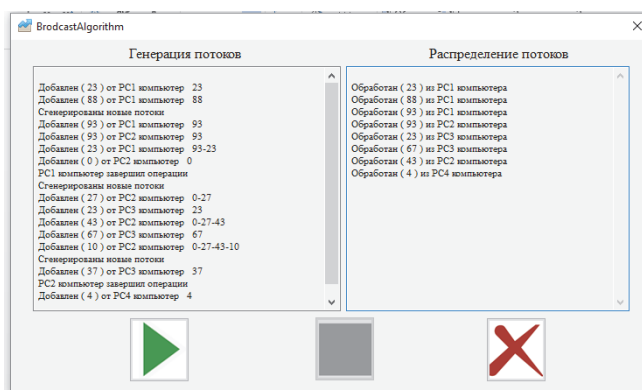 BrodcastAlgorithm
Генерация потоков
Добавлен ( 23 ) от PC1 компьютер 23
Добавлен ( 88 ) от PC1 компьютер 88
Сгенерированы новые потоки
Добавлен ( 93 ) от PC1 компьютер 93
Добавлен ( 93 ) от PC2 компьютер 93
Добавлен ( 23 ) от PC1 компьютер 93-23
Добавлен ( 0 ) от PC2 компьютер 0
PC1 компьютер завершил операции
Сгенерированы новые потоки
Добавлен ( 27 ) от PC2 компьютер 0-27
Добавлен ( 23 ) от PC3 компьютер 23
Добавлен ( 43 ) от PC2 компьютер 0-27-43
Добавлен ( 67 ) от PC3 компьютер 67
Добавлен ( 10 ) от PC2 компьютер 0-27-43-10
Сгенерированы новые потоки
Добавлен ( 37 ) от PC3 компьютер 37
PC2 компьютер завершил операции
Добавлен ( 4 ) от PC4 компьютер 4
Распределение потоков
Обработан ( 23 ) из PC1 компьютера
Обработан ( 88 ) из PC1 компьютера
Обработан ( 93 ) из PC1 компьютера
Обработан ( 93 ) из PC2 компьютера
Обработан ( 23 ) из PC3 компьютера
Обработан ( 67 ) из PC3 компьютера
Обработан ( 43 ) из PC2 компьютера
Обработан ( 4 ) из PC4 компьютера